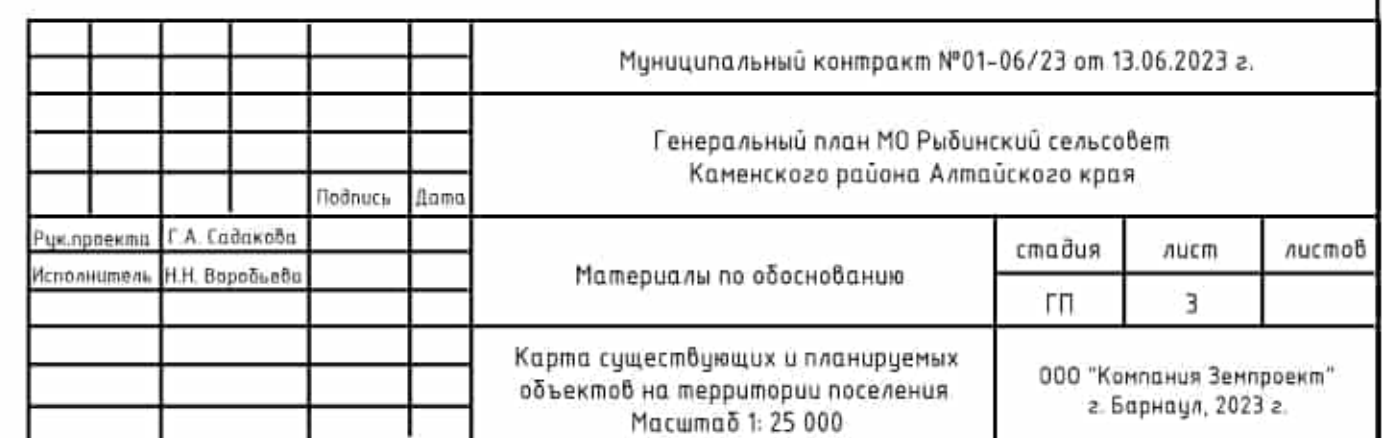 Муниципальный контракт №01-06/23 от 13.06.2023 г.
Генеральный план МО Рыбинский сельсовет
Каменского района Алтайского края
Подпись Дата
Рук.проекта Г.А. Садакова
Исполнитель Н.Н. Воробьева
Материалы по обоснованию
стадия лист листов
ГП 3
Карта существующих и планируемых
объектов на территории поселения
Масштаб 1: 25 000
ООО "Компания Земпроект"
г. Барнаул, 2023 г.